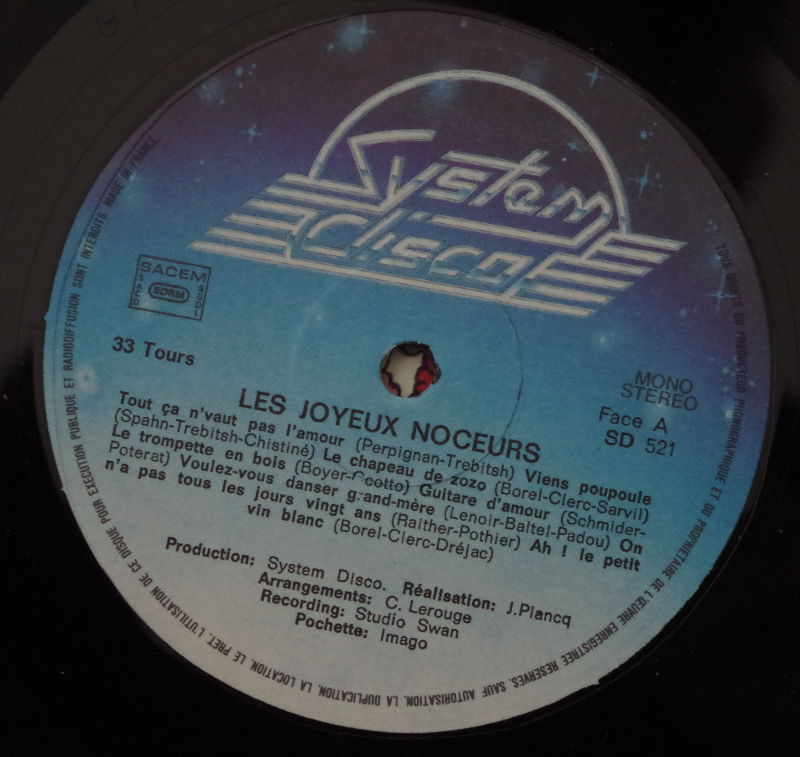 System
disco
SACEM
SACD
SDRM
SGDL
33 Tours
MONO
STEREO
Face A
SD 521
LES JOYEUX NOCEURS
Tout ça n'vaut pas l'amour (Perpignan-Trebitsh) Viens poupoule
(Spahn-Trebitsh-Chistiné) Le chapeau de zozo (Borel-Clerc-Sarvil)
Le trompette en bois (Boyer-Scotto) Guitare d'amour (Schmider-
Poterat) Voulez-vous danser grand-mère (Lenoir-Baltel-Padou) On
n'a pas tous les jours vingt ans (Raither-Pothier) Ah ! le petit
vin blanc (Borel-Clerc-Dréjac)
Production: System Disco. Réalisation: J.Plancq
Arrangements: C. Lerouge
Recording: Studio Swan
Pochette: Imago
TOUS DROITS DU PRODUCTEUR PHONOGRAPHIQUE ET DU PROPRIETAIRE DE L'ŒUVRE ENREGISTREE RESERVES. SAUF AUTORISATION, LA DUPLICATION, LA LOCATION, LE PRET, L'UTILISATION DE CE DISQUE POUR EXECUTION PUBLIQUE ET RADIODIFFUSION SONT INTERDITS MADE IN FRANCE